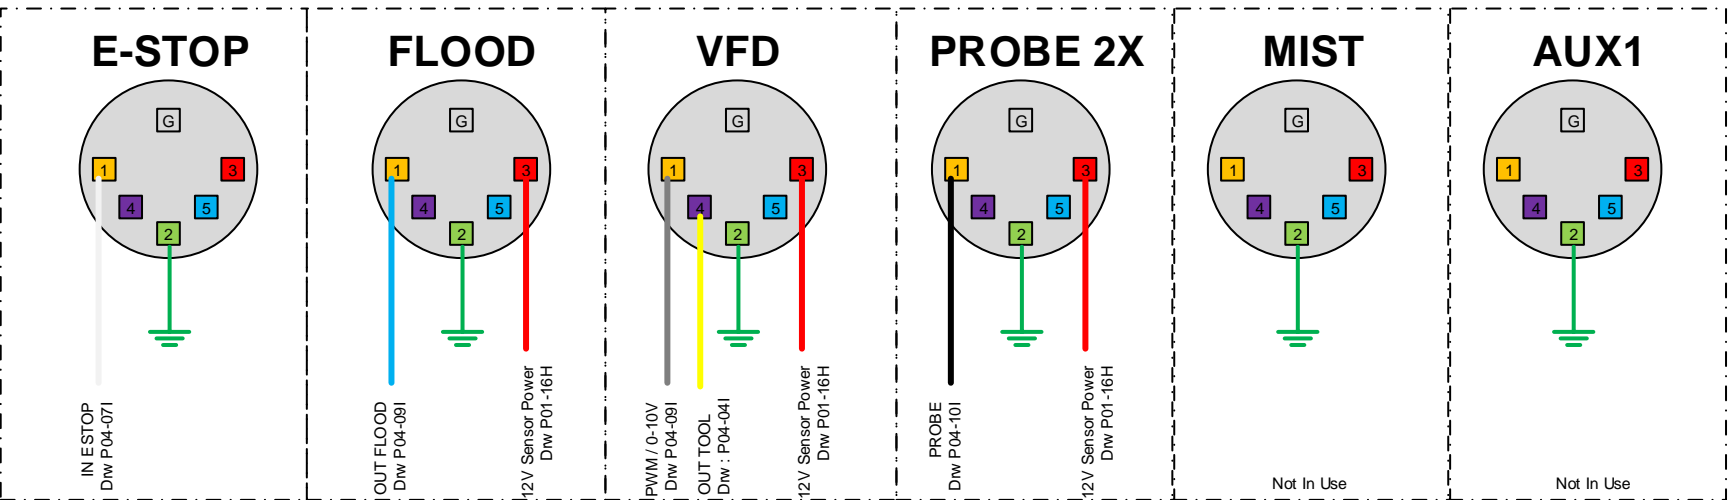 E-STOP
G
1
3
4
5
2
IN ESTOP
Drw P04-07I
FLOOD
G
1
3
4
5
2
OUT FLOOD
Drw P04-09I
12V Sensor Power
Drw P01-16H
VFD
G
1
3
4
5
2
PWM / 0-10V
Drw P04-09I
OUT TOOL
Drw : P04-04I
12V Sensor Power
Drw P01-16H
PROBE 2X
G
1
3
4
5
2
PROBE
Drw P04-10I
12V Sensor Power
Drw P01-16H
MIST
G
1
3
4
5
2
Not In Use
AUX1
G
1
3
4
5
2
Not In Use